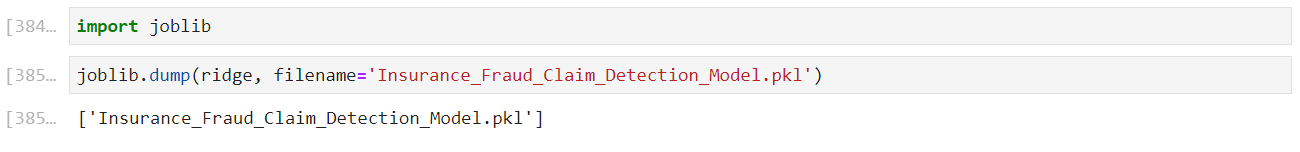 [384... import joblib
[385... joblib.dump(ridge, filename='Insurance_Fraud_Claim_Detection_Model.pkl')
[385... ['Insurance_Fraud_Claim_Detection_Model.pkl']